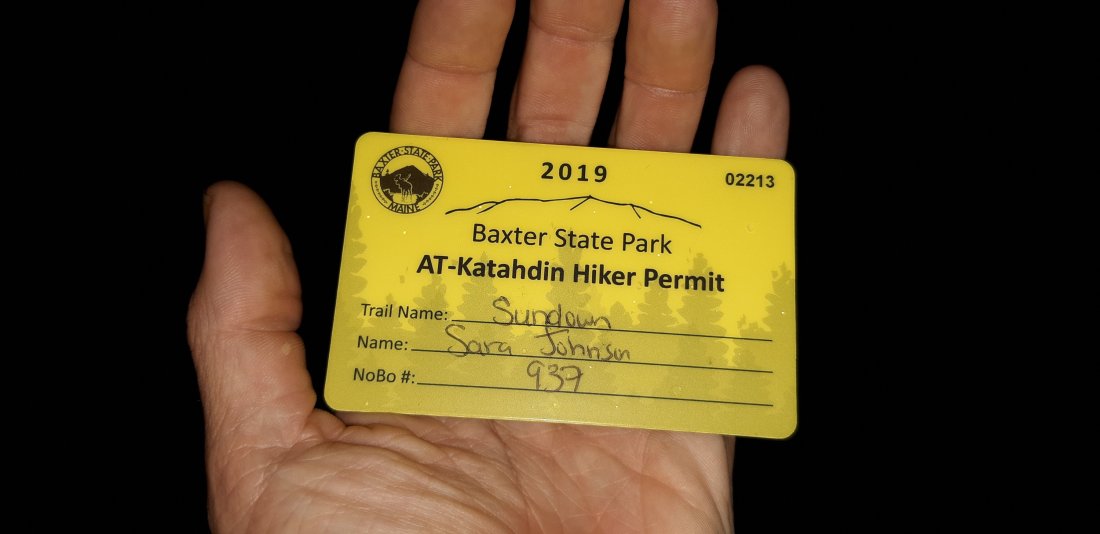 BAXTER·STATE·PARK
MAINE
2019
02213
Baxter State Park
AT-Katahdin Hiker Permit
Trail Name: Sundown
Name: Sara Johnson
NoBo #: 937